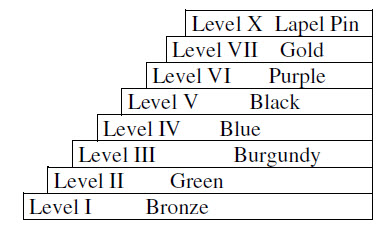 Level X Lapel Pin
Level VII Gold
Level VI Purple
Level V Black
Level IV Blue
Level III Burgundy
Level II Green
Level I Bronze